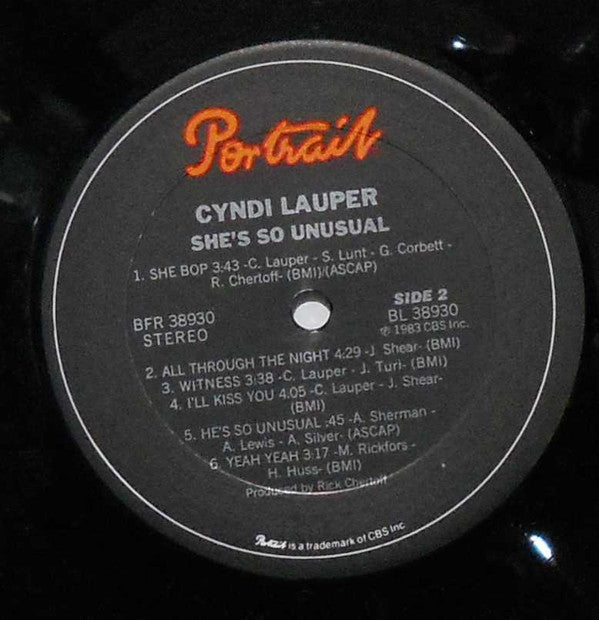 Portrait
CYNDI LAUPER
SHE'S SO UNUSUAL
1. SHE BOP 3:43 -C. Lauper - S. Lunt - G. Corbett -
R. Chertoff- (BMI)/(ASCAP)
BFR 38930
STEREO
SIDE 2
BL 38930
℗ 1983 CBS Inc.
2. ALL THROUGH THE NIGHT 4:29 -J. Shear- (BMI)
3. WITNESS 3:38 -C. Lauper - J. Turi- (BMI)
4. I'LL KISS YOU 4:05 -C. Lauper - J. Shear-
(BMI)
5. HE'S SO UNUSUAL :45 -A. Sherman -
A. Lewis - A. Silver- (ASCAP)
6. YEAH YEAH 3:17 -M. Rickfors -
H. Huss- (BMI)
Produced by Rick Chertoff
Portrait is a trademark of CBS Inc.